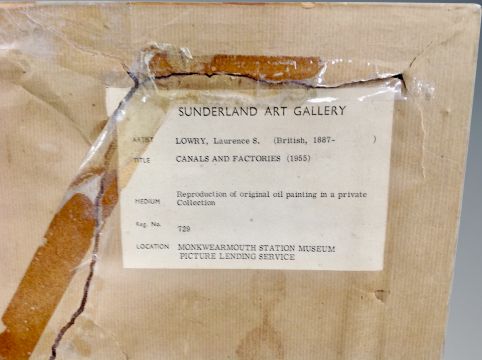 SUNDERLAND ART GALLERY
ARTIST LOWRY, Laurence S. (British, 1887- )
TITLE CANALS AND FACTORIES (1955)
MEDIUM Reproduction of original oil painting in a private
Collection
Reg. No. 729
LOCATION MONKWEARMOUTH STATION MUSEUM
PICTURE LENDING SERVICE